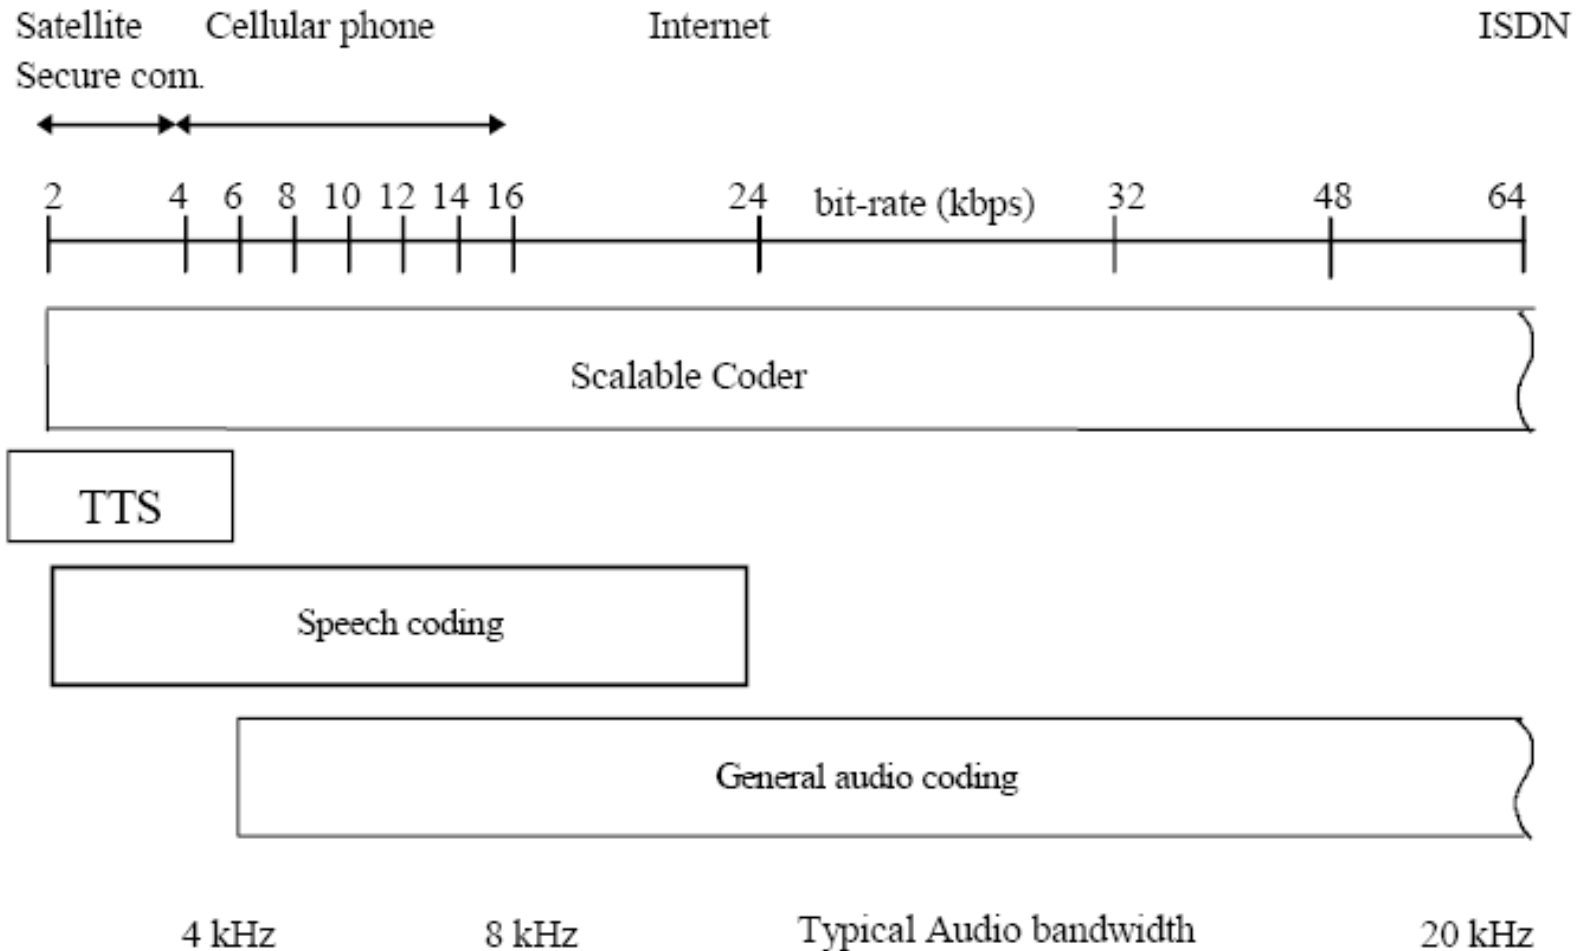 Satellite Cellular phone Internet ISDN
Secure com.
2 4 6 8 10 12 14 16 24 bit-rate (kbps) 32 48 64
Scalable Coder
TTS
Speech coding
General audio coding
4 kHz 8 kHz Typical Audio bandwidth 20 kHz